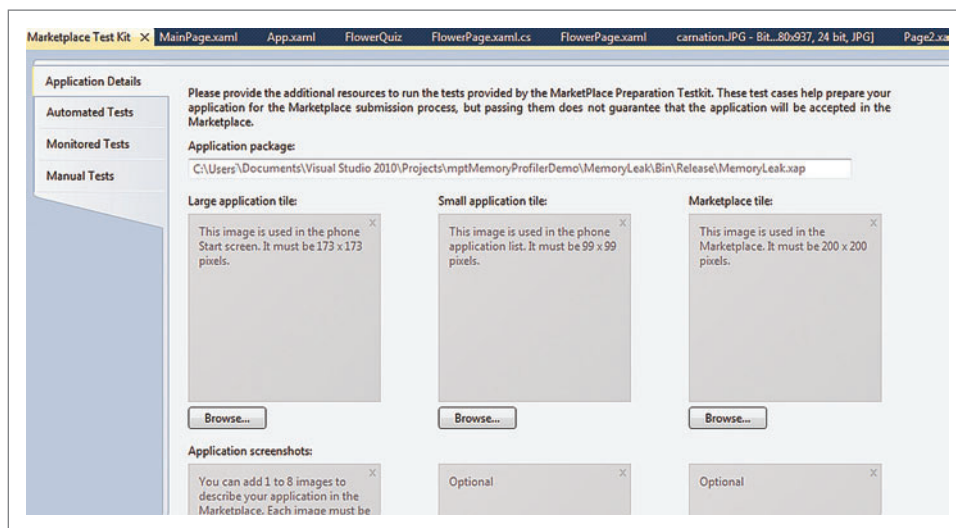 Marketplace Test Kit X MainPage.xaml App.xaml FlowerQuiz FlowerPage.xaml.cs FlowerPage.xaml carnation.JPG - Bit...80x937, 24 bit, JPG] Page2.xa
Application Details
Automated Tests
Monitored Tests
Manual Tests
Please provide the additional resources to run the tests provided by the MarketPlace Preparation Testkit. These test cases help prepare your
application for the Marketplace submission process, but passing them does not guarantee that the application will be accepted in the
Marketplace.
Application package:
C:\Users\Documents\Visual Studio 2010\Projects\mptMemoryProfilerDemo\MemoryLeak\Bin\Release\MemoryLeak.xap
Large application tile:
x
This image is used in the phone
Start screen. It must be 173 x 173
pixels.
Browse...
Small application tile:
x
This image is used in the phone
application list. It must be 99 x 99
pixels.
Browse...
Marketplace tile:
x
This image is used in the
Marketplace. It must be 200 x 200
pixels.
Browse...
Application screenshots:
x
You can add 1 to 8 images to
describe your application in the
Marketplace. Each image must be
x
Optional
x
Optional